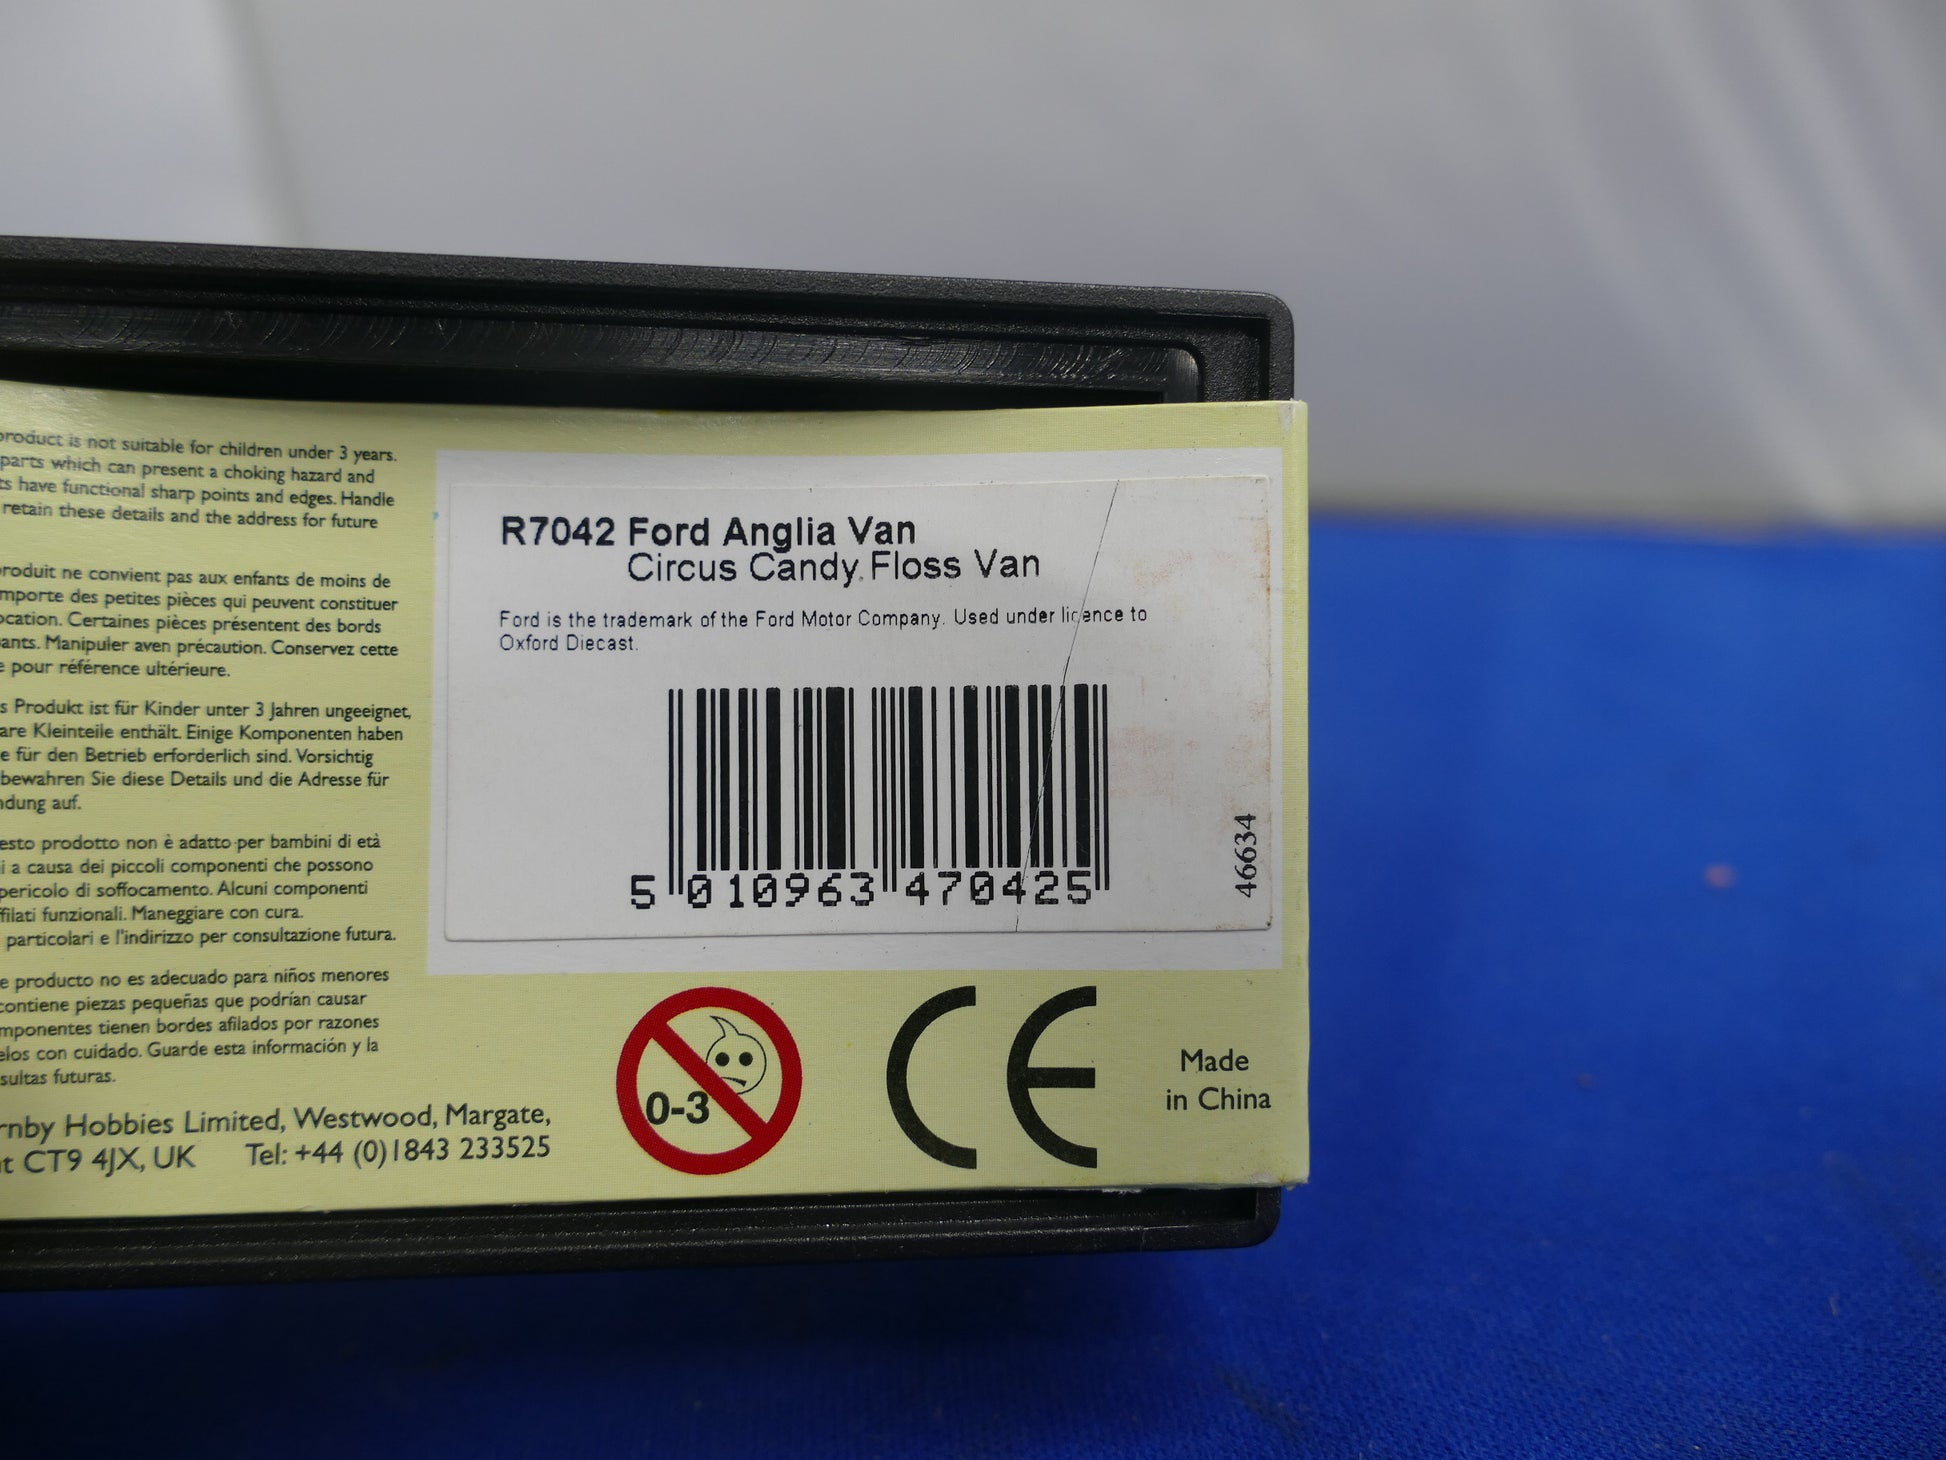 product is not suitable for children under 3 years.
parts which can present a choking hazard and
have functional sharp points and edges. Handle
retain these details and the address for future
produit ne convient pas aux enfants de moins de
mporte des petites pièces qui peuvent constituer
ocation. Certaines pièces présentent des bords
ants. Manipuler aven précaution. Conservez cette
e pour référence ultérieure.
s Produkt ist für Kinder unter 3 Jahren ungeeignet,
are Kleinteile enthält. Einige Komponenten haben
e für den Betrieb erforderlich sind. Vorsichtig
bewahren Sie diese Details und die Adresse für
ndung auf.
esto prodotto non è adatto per bambini di età
i a causa dei piccoli componenti che possono
pericolo di soffocamento. Alcuni componenti
ffilati funzionali. Maneggiare con cura.
particolari e l'indirizzo per consultazione futura.
e producto no es adecuado para niños menores
contiene piezas pequeñas que podrían causar
mponentes tienen bordes afilados por razones
elos con cuidado. Guarde esta información y la
sultas futuras.
rnby Hobbies Limited, Westwood, Margate,
t CT9 4JX, UK Tel: +44 (0)1843 233525
R7042 Ford Anglia Van
Circus Candy Floss Van
Ford is the trademark of the Ford Motor Company. Used under licence to
Oxford Diecast.
5 010963 470425
46634
0-3
CE
Made
in China